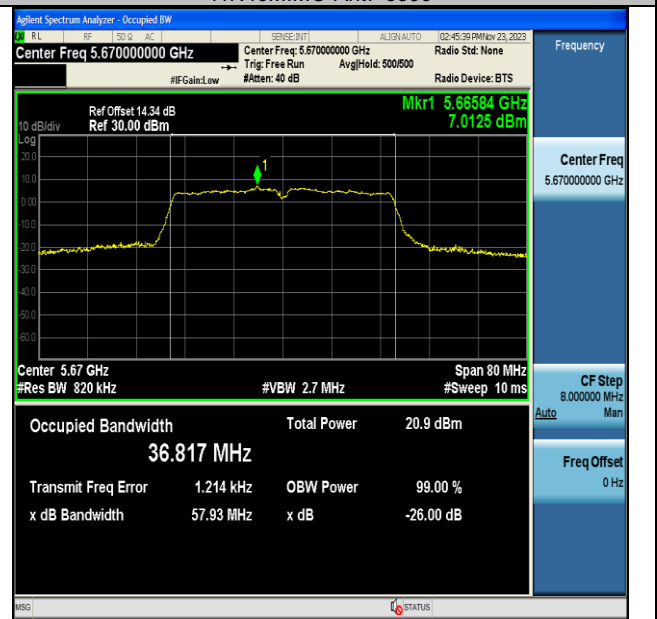 Agilent Spectrum Analyzer - Occupied BW
RL RF 50 Ω AC SENSE:INT ALIGN AUTO 02:45:39 PM Nov 23, 2023
Center Freq 5.670000000 GHz Center Freq: 5.670000000 GHz Radio Std: None
Trig: Free Run Avg|Hold: 500/500
#IFGain:Low #Atten: 40 dB Radio Device: BTS
Frequency
Ref Offset 14.34 dB Mkr1 5.66584 GHz
10 dB/div Ref 30.00 dBm 7.0125 dBm
Log
20.0
1
10.0
0.00
-10.0
-20.0
-30.0
-40.0
-50.0
-60.0
Center 5.67 GHz Span 80 MHz
#Res BW 820 kHz #VBW 2.7 MHz #Sweep 10 ms
Center Freq
5.670000000 GHz
CF Step
8.000000 MHz
Auto Man
Freq Offset
0 Hz
Occupied Bandwidth Total Power 20.9 dBm
36.817 MHz
Transmit Freq Error 1.214 kHz OBW Power 99.00 %
x dB Bandwidth 57.93 MHz x dB -26.00 dB
MSG STATUS